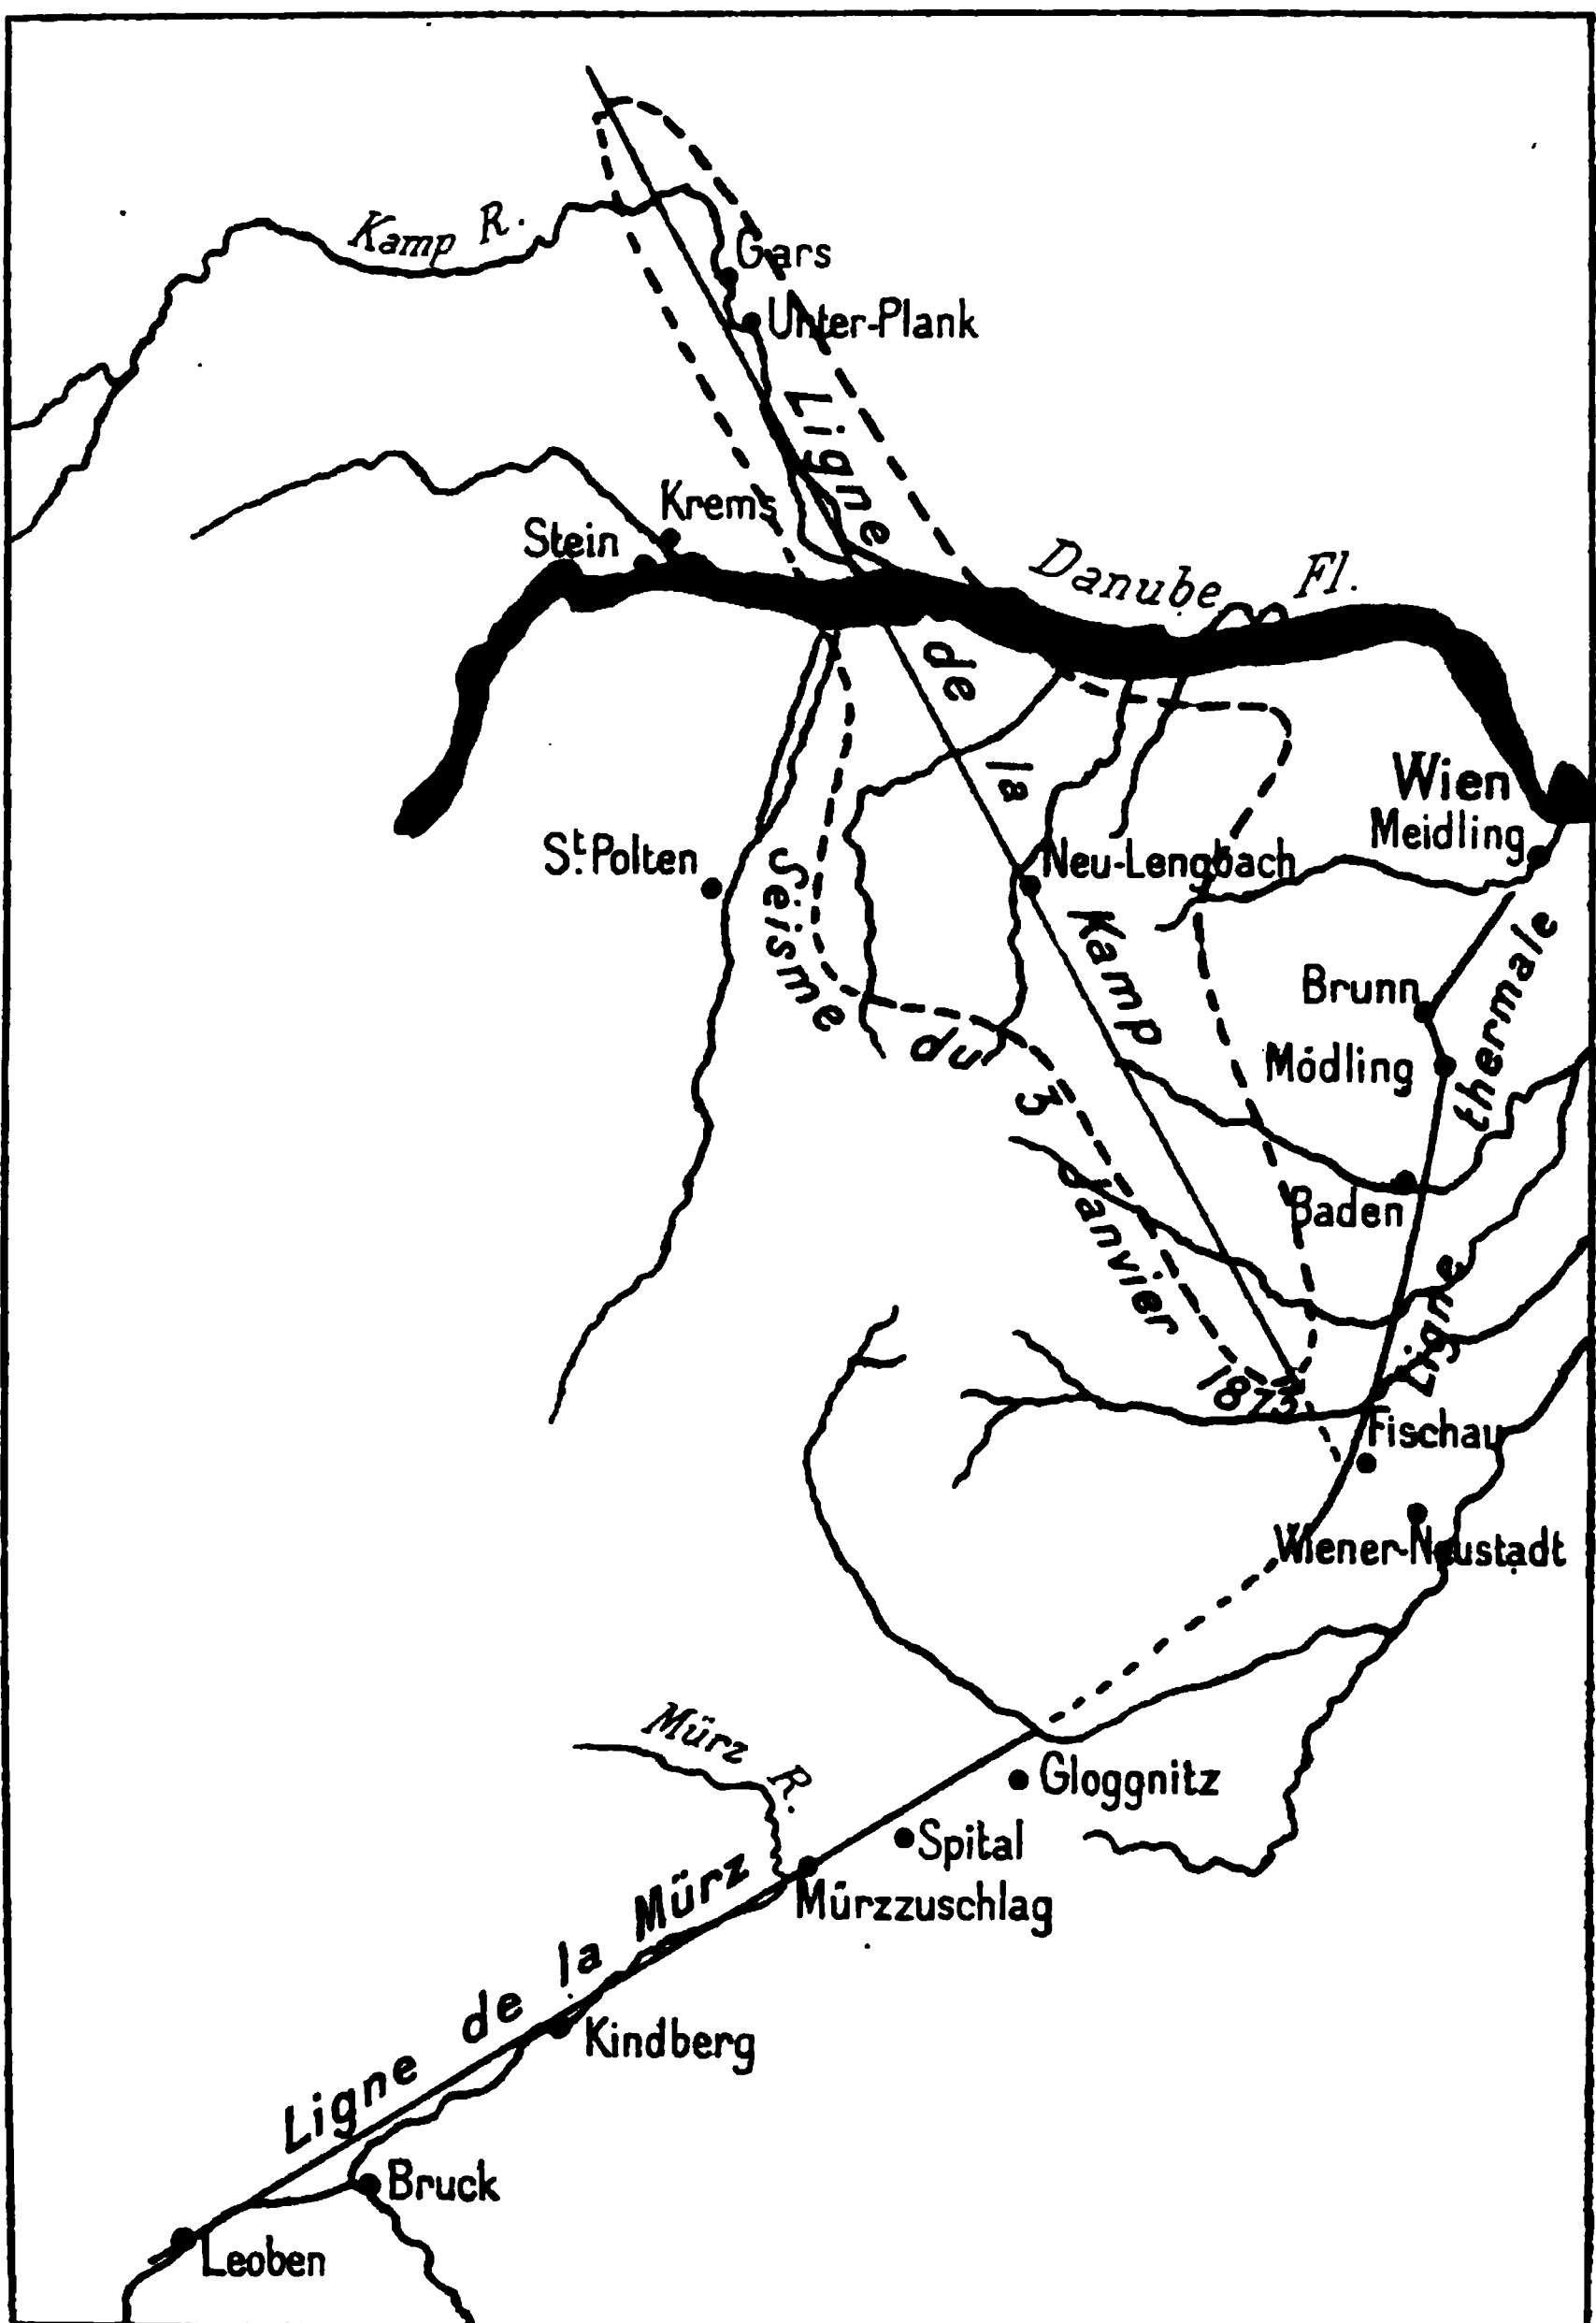 Kamp R.
Gars
Unter-Plank
Ligne de la Kamp
Krems
Stein
Danube Fl.
Wien
Meidling
St. Polten
Neu-Lengbach
Seisme du 3 Janvier 1873
Brunn
Mödling
Ligne thermale
Baden
Fischau
Wiener-Neustadt
Mürz R.
Gloggnitz
Spital
Mürzzuschlag
Ligne de la Mürz
Kindberg
Bruck
Leoben